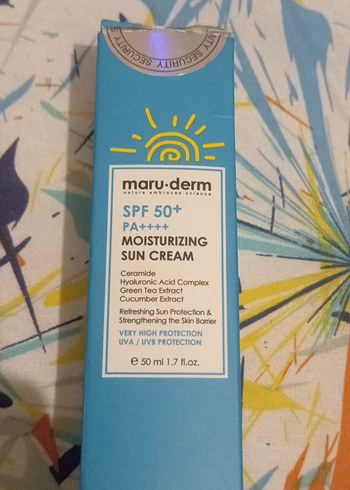 SECURITY SECURITY
maru·derm
nature embraces science
SPF 50+
PA++++
MOISTURIZING
SUN CREAM
Ceramide
Hyaluronic Acid Complex
Green Tea Extract
Cucumber Extract
Refreshing Sun Protection &
Strengthening the Skin Barrier
VERY HIGH PROTECTION
UVA / UVB PROTECTION
e 50 ml 1.7 fl.oz.